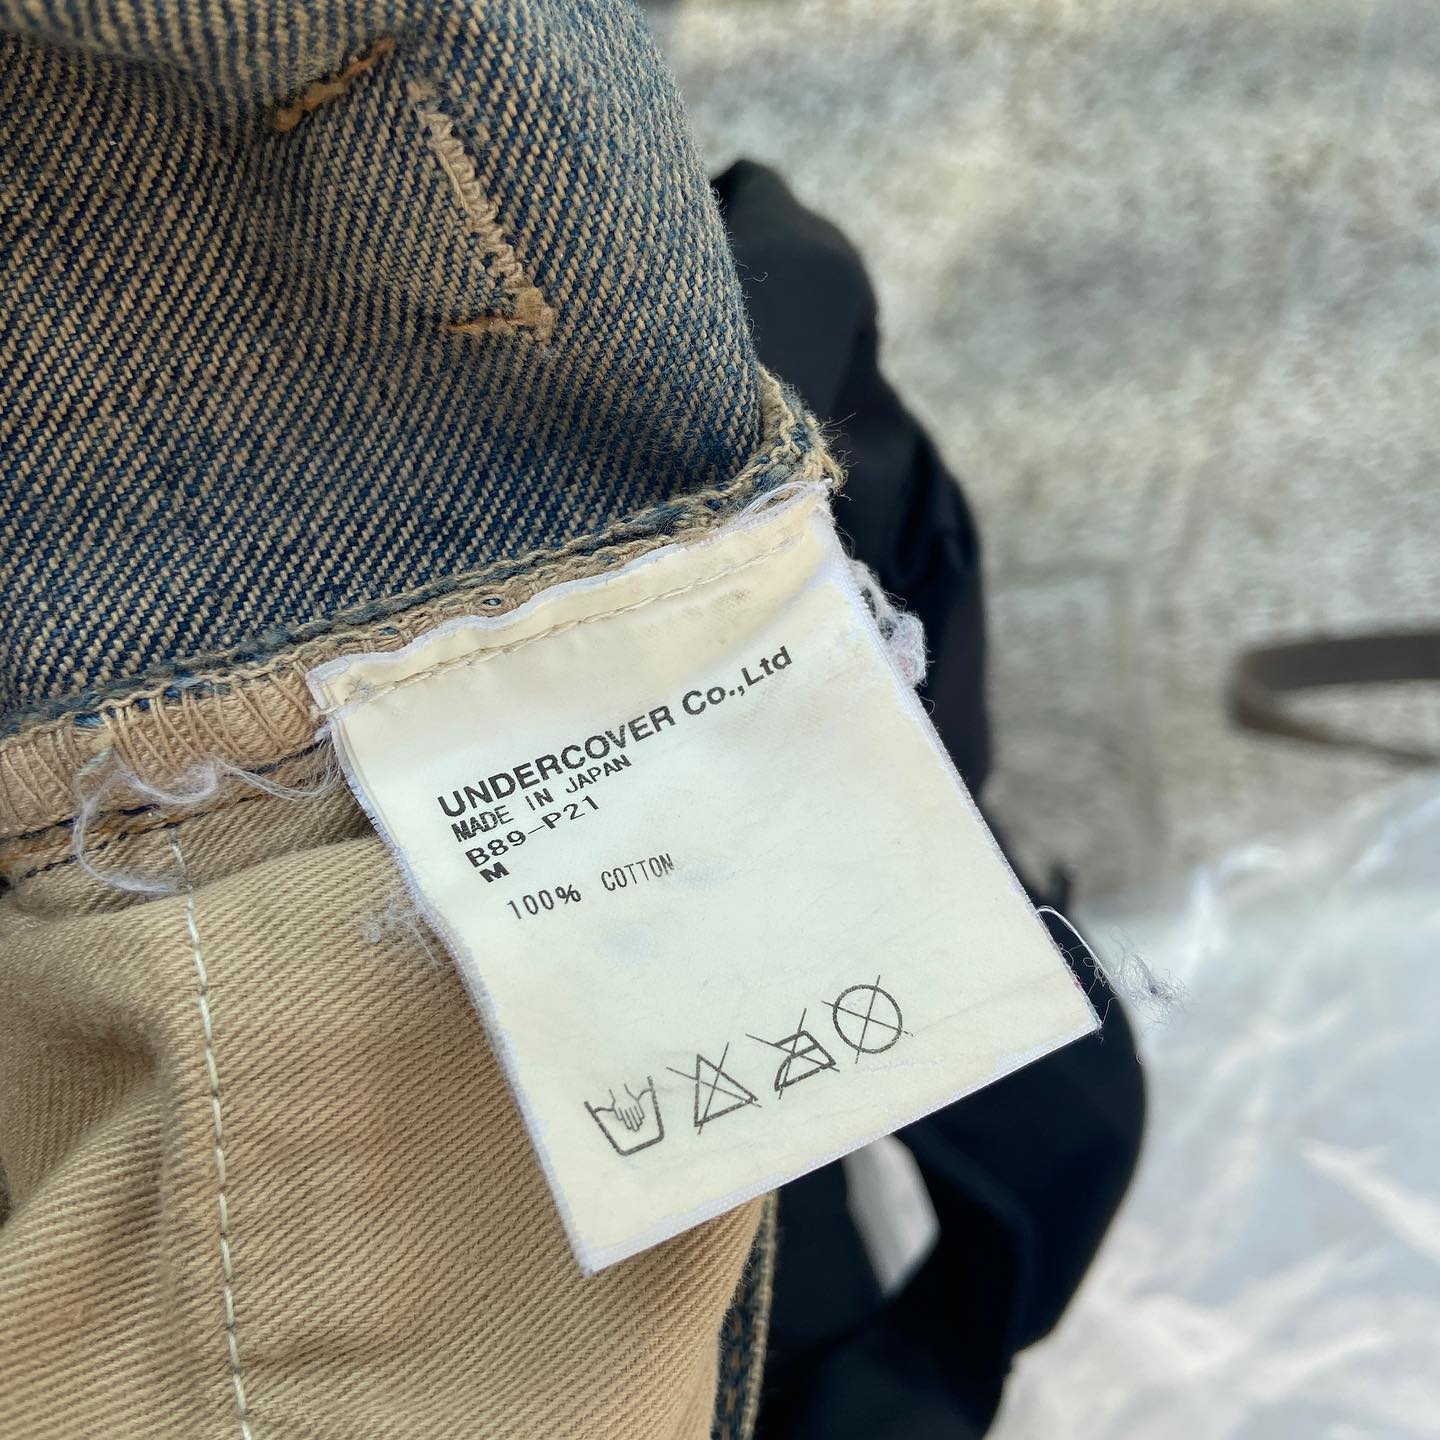 UNDERCOVER Co.,Ltd
MADE IN JAPAN
B89-P21
M
100% COTTON